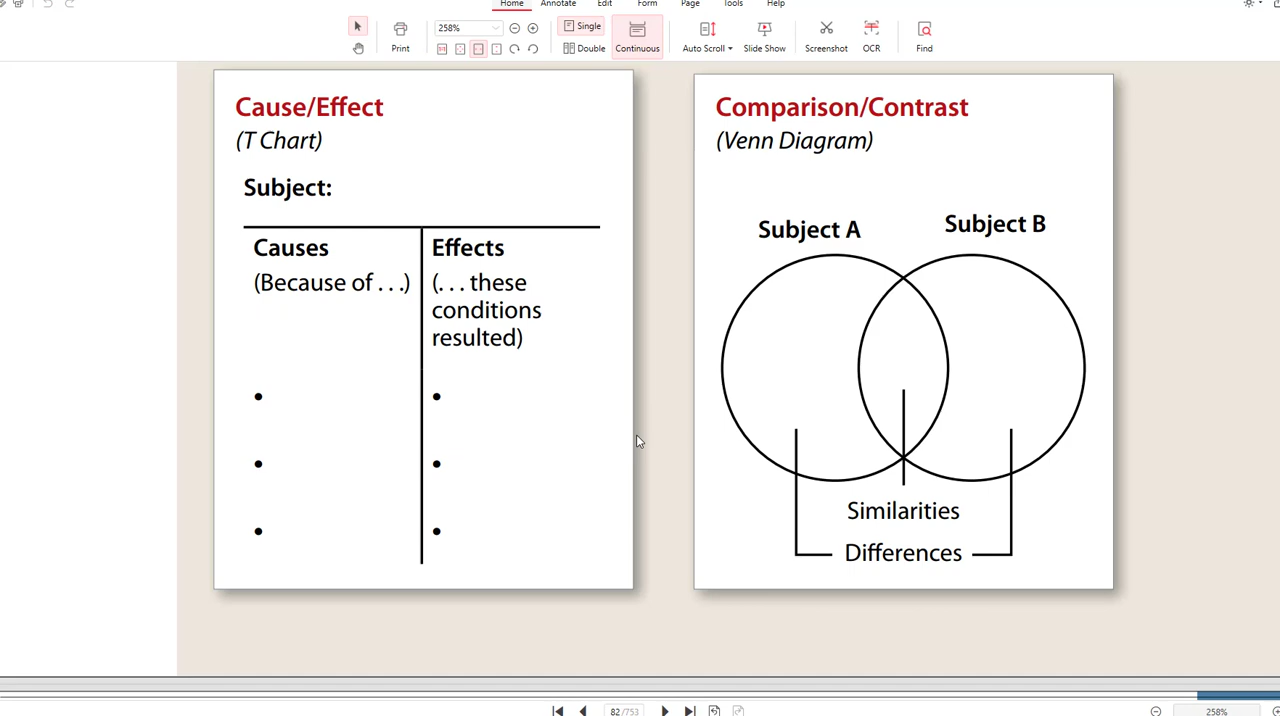 Home Annotate Edit Form Page Tools Help
Print
258%
Single
Double
Continuous
Auto Scroll
Slide Show
Screenshot
OCR
Find
Cause/Effect
(T Chart)
Subject:
Causes
(Because of . . .)
Effects
(. . . these
conditions
resulted)
•
•
•
•
•
•
Comparison/Contrast
(Venn Diagram)
Subject A
Subject B
Similarities
Differences
82 /753
258%